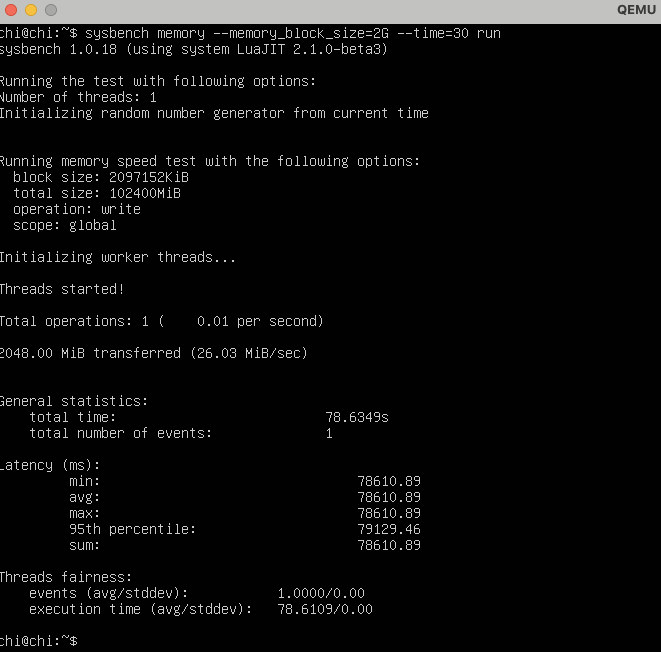 QEMU
chi@chi:~$ sysbench memory --memory_block_size=2G --time=30 run
sysbench 1.0.18 (using system LuaJIT 2.1.0-beta3)
Running the test with following options:
Number of threads: 1
Initializing random number generator from current time
Running memory speed test with the following options:
block size: 2097152KiB
total size: 102400MiB
operation: write
scope: global
Initializing worker threads...
Threads started!
Total operations: 1 (    0.01 per second)
2048.00 MiB transferred (26.03 MiB/sec)
General statistics:
total time:                          78.6349s
total number of events:              1
Latency (ms):
min:                                78610.89
avg:                                78610.89
max:                                78610.89
95th percentile:                    79129.46
sum:                                78610.89
Threads fairness:
events (avg/stddev):           1.0000/0.00
execution time (avg/stddev):   78.6109/0.00
chi@chi:~$